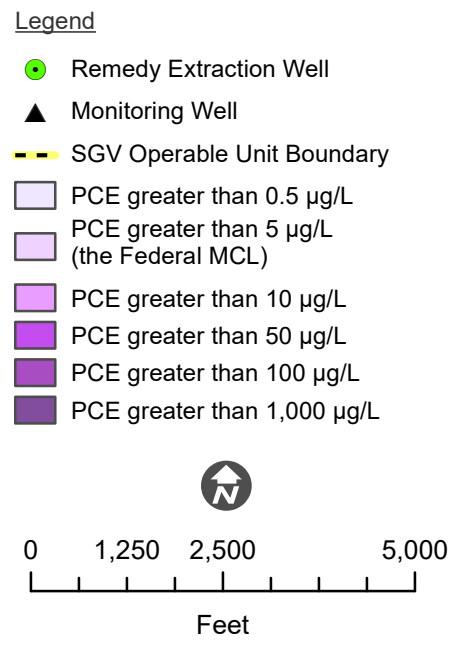 Legend
Remedy Extraction Well
Monitoring Well
SGV Operable Unit Boundary
PCE greater than 0.5 µg/L
PCE greater than 5 µg/L
(the Federal MCL)
PCE greater than 10 µg/L
PCE greater than 50 µg/L
PCE greater than 100 µg/L
PCE greater than 1,000 µg/L
N
0 1,250 2,500 5,000
Feet